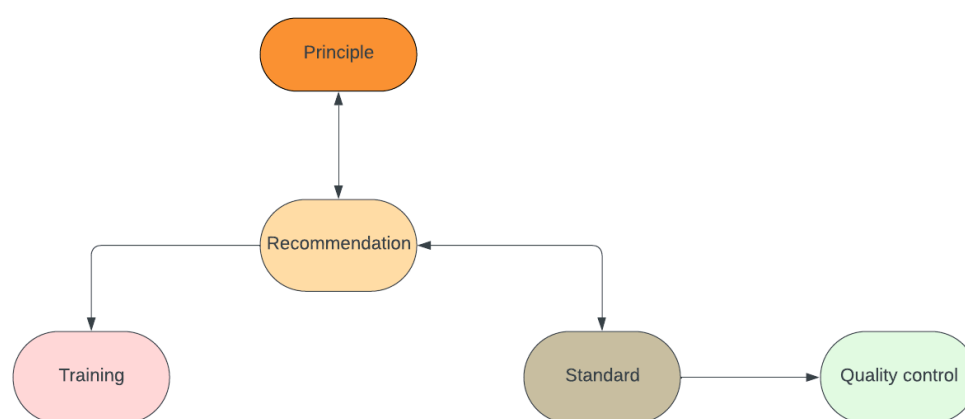 Principle
Recommendation
Training
Standard
Quality control